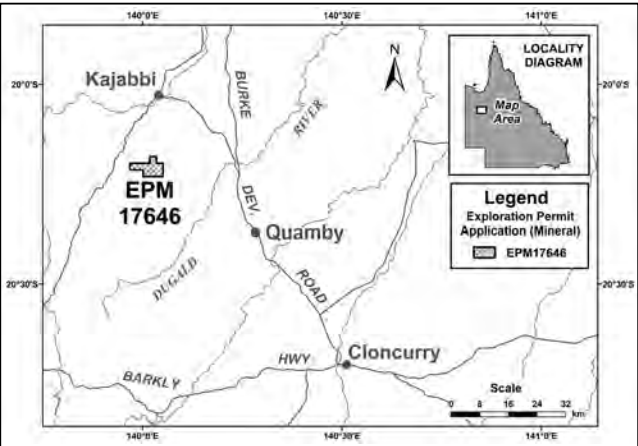 140°0'E
140°30'E
141°0'E
20°0'S
20°30'S
Kajabbi
BURKE
DEV.
ROAD
RIVER
DUGALD
N
EPM
17646
Quamby
Cloncurry
BARKLY
HWY
LOCALITY
DIAGRAM
Map
Area
Legend
Exploration Permit
Application (Mineral)
EPM17646
Scale
0 8 16 24 32
km
20°0'S
20°30'S
140°0'E
140°30'E
141°0'E